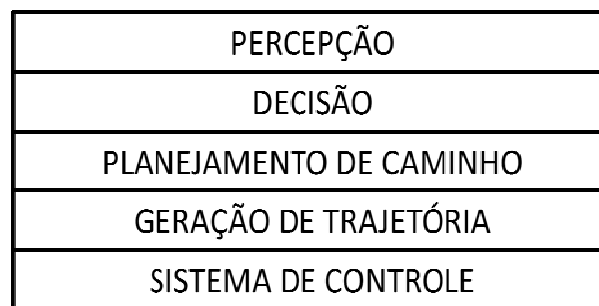 PERCEPÇÃO
DECISÃO
PLANEJAMENTO DE CAMINHO
GERAÇÃO DE TRAJETÓRIA
SISTEMA DE CONTROLE